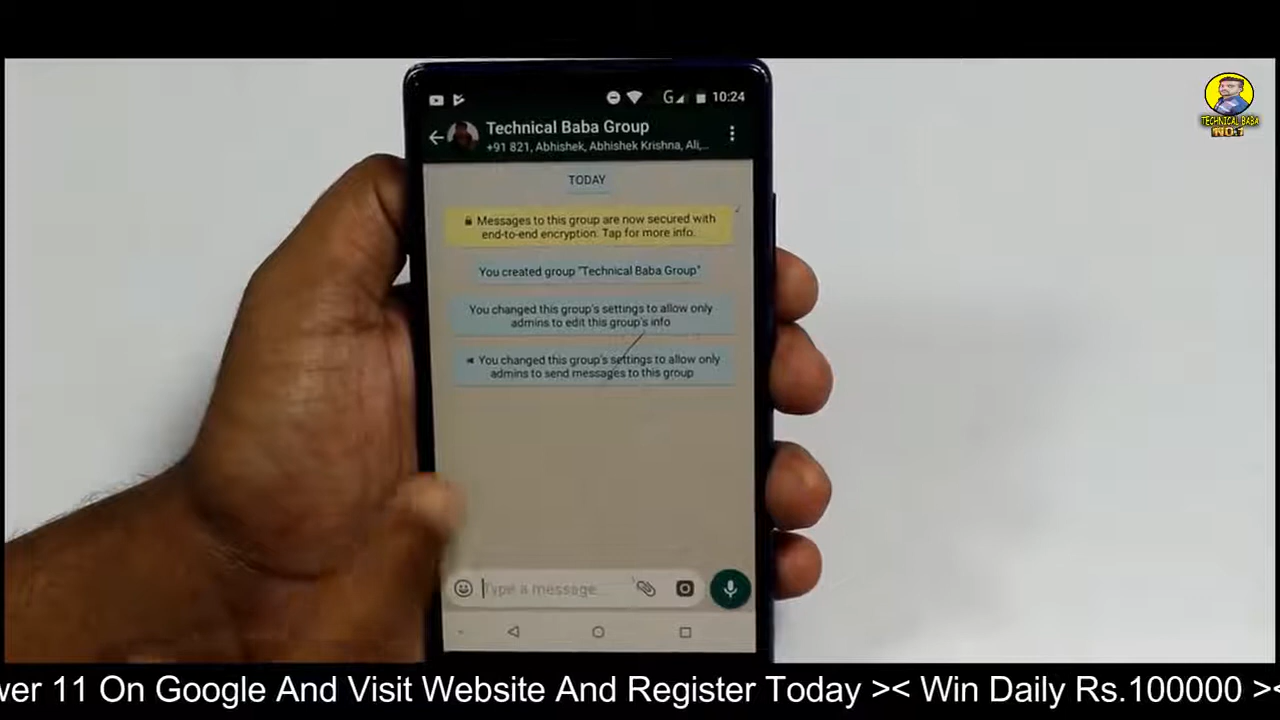 10:24
Technical Baba Group
+91 821, Abhishek, Abhishek Krishna, Ali,...
TODAY
Messages to this group are now secured with
end-to-end encryption. Tap for more info.
You created group "Technical Baba Group"
You changed this group's settings to allow only
admins to edit this group's info
You changed this group's settings to allow only
admins to send messages to this group
Type a message...
TECHNICAL BABA
NO.1
wer 11 On Google And Visit Website And Register Today >< Win Daily Rs.100000 ><